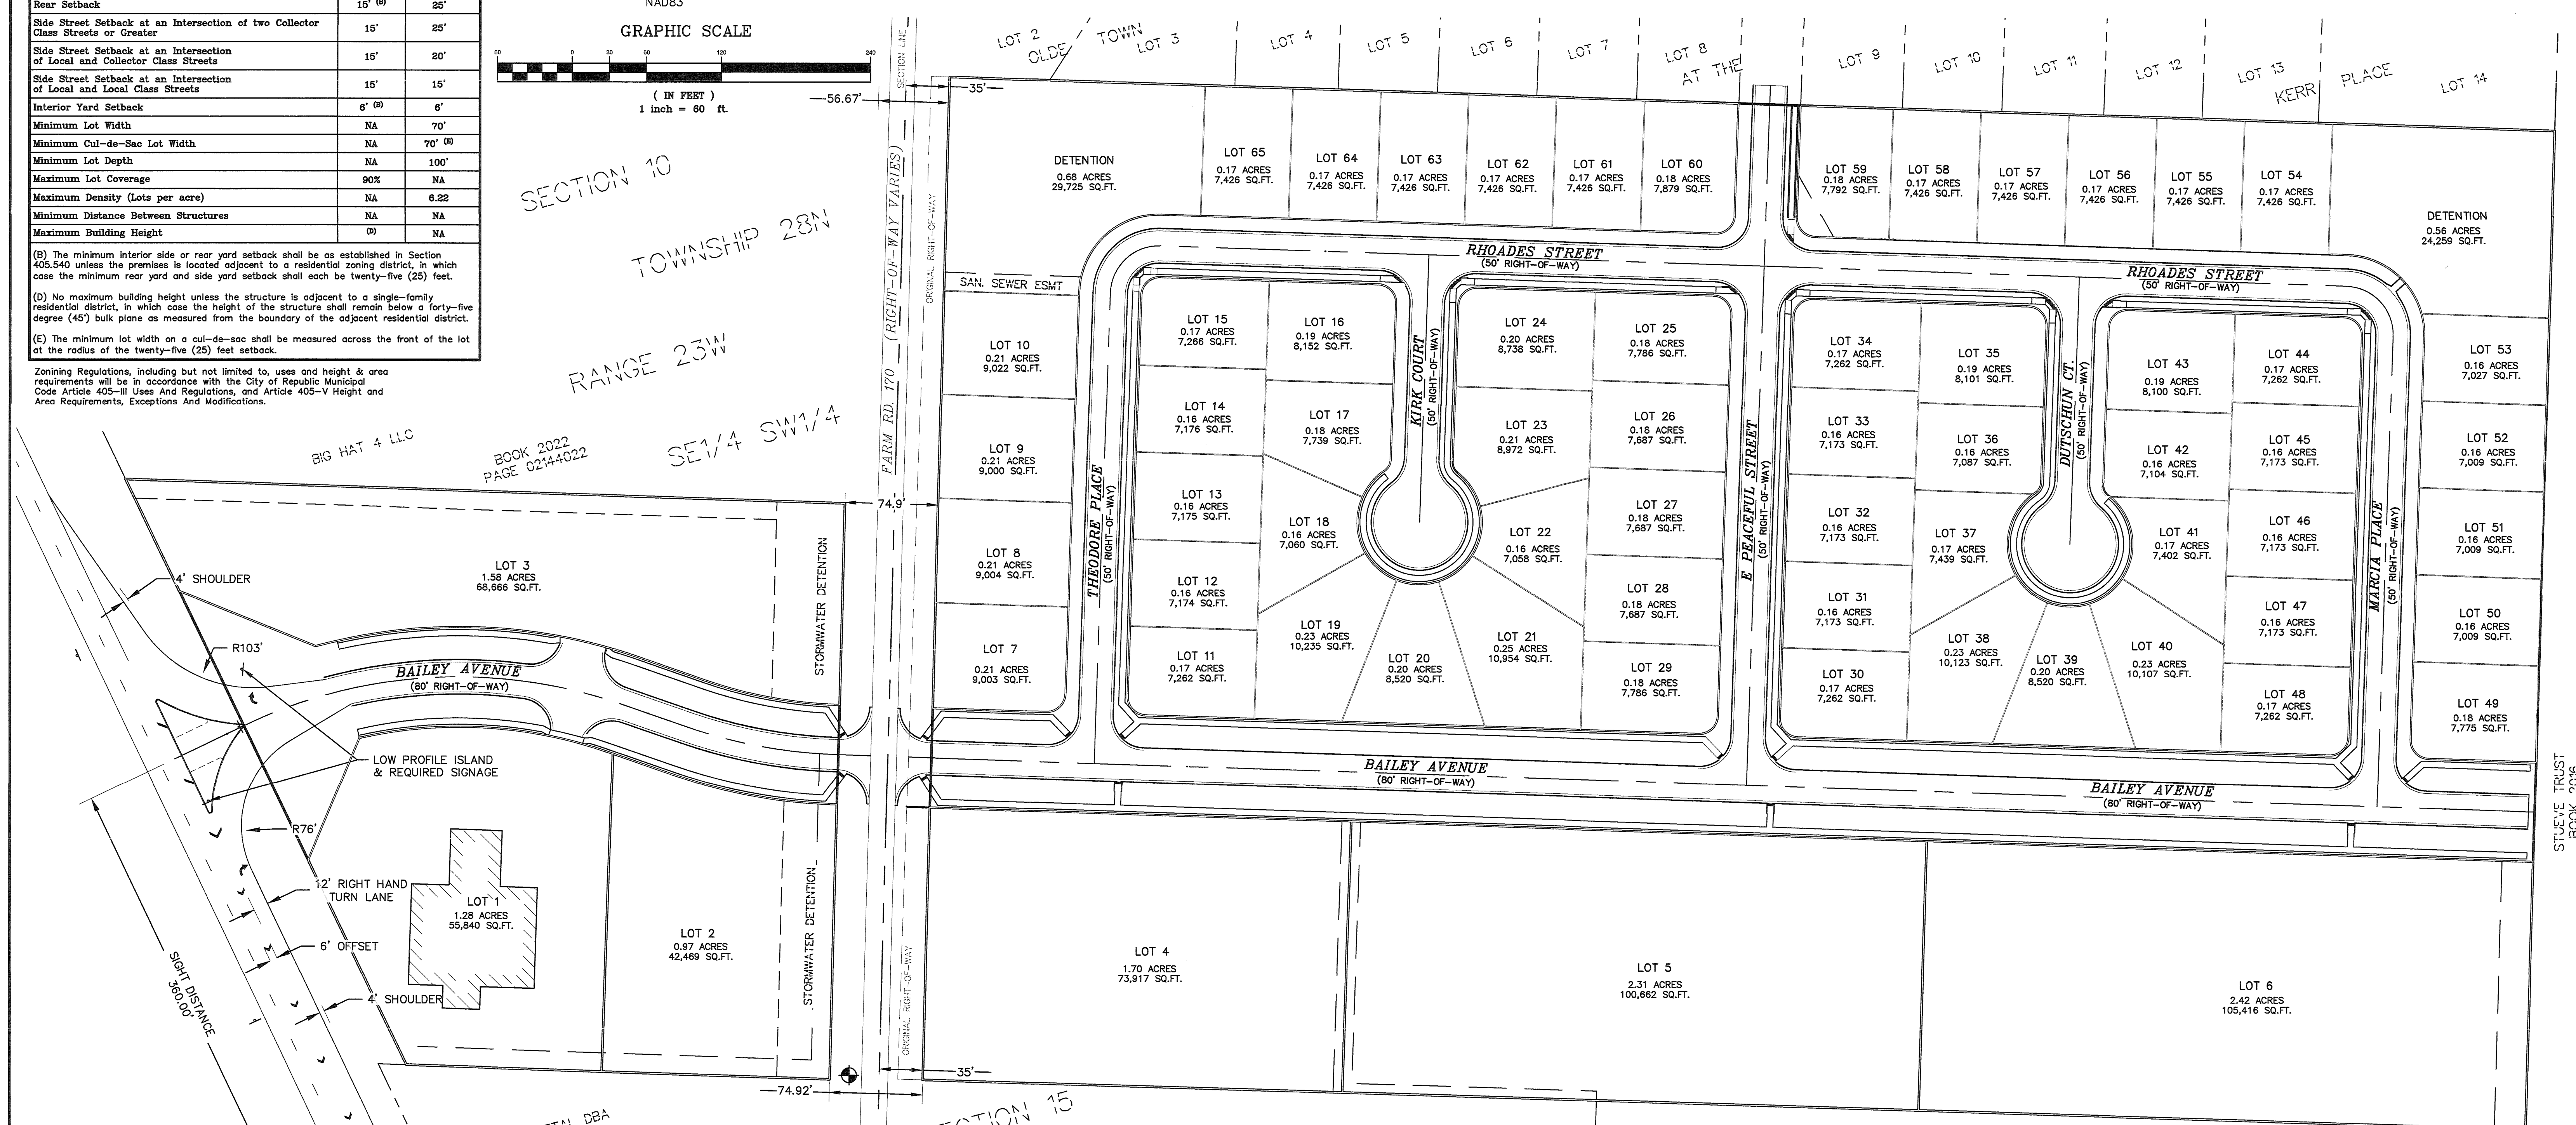 Rear Setback 15' (B) 25'
Side Street Setback at an Intersection of two Collector
Class Streets or Greater 15' 25'
Side Street Setback at an Intersection
of Local and Collector Class Streets 15' 20'
Side Street Setback at an Intersection
of Local and Local Class Streets 15' 15'
Interior Yard Setback 6' (B) 6'
Minimum Lot Width NA 70'
Minimum Cul-de-Sac Lot Width NA 70' (E)
Minimum Lot Depth NA 100'
Maximum Lot Coverage 90% NA
Maximum Density (Lots per acre) NA 6.22
Minimum Distance Between Structures NA NA
Maximum Building Height (D) NA
(B) The minimum interior side or rear yard setback shall be as established in Section
405.540 unless the premises is located adjacent to a residential zoning district, in which
case the minimum rear yard and side yard setback shall each be twenty-five (25) feet.
(D) No maximum building height unless the structure is adjacent to a single-family
residential district, in which case the height of the structure shall remain below a forty-five
degree (45°) bulk plane as measured from the boundary of the adjacent residential district.
(E) The minimum lot width on a cul-de-sac shall be measured across the front of the lot
at the radius of the twenty-five (25) feet setback.
Zoning Regulations, including but not limited to, uses and height & area
requirements will be in accordance with the City of Republic Municipal
Code Article 405-III Uses And Regulations, and Article 405-V Height and
Area Requirements, Exceptions And Modifications.
NAD83
GRAPHIC SCALE
60 0 30 60 120 240
( IN FEET )
1 inch = 60 ft.
SECTION 10
TOWNSHIP 28N
RANGE 23W
SE1/4 SW1/4
BIG HAT 4 LLC
BOOK 2022
PAGE 02144022
56.67'
35'
74.9'
SECTION LINE
ORIGINAL RIGHT-OF-WAY
FARM RD. 170 (RIGHT-OF-WAY VARIES)
LOT 2
OLDE TOWN
LOT 3
LOT 4
LOT 5
LOT 6
LOT 7
LOT 8
AT THE
LOT 9
LOT 10
LOT 11
LOT 12
LOT 13
KERR PLACE
LOT 14
DETENTION
0.68 ACRES
29,725 SQ.FT.
LOT 65
0.17 ACRES
7,426 SQ.FT.
LOT 64
0.17 ACRES
7,426 SQ.FT.
LOT 63
0.17 ACRES
7,426 SQ.FT.
LOT 62
0.17 ACRES
7,426 SQ.FT.
LOT 61
0.17 ACRES
7,426 SQ.FT.
LOT 60
0.18 ACRES
7,879 SQ.FT.
LOT 59
0.18 ACRES
7,792 SQ.FT.
LOT 58
0.17 ACRES
7,426 SQ.FT.
LOT 57
0.17 ACRES
7,426 SQ.FT.
LOT 56
0.17 ACRES
7,426 SQ.FT.
LOT 55
0.17 ACRES
7,426 SQ.FT.
LOT 54
0.17 ACRES
7,426 SQ.FT.
DETENTION
0.56 ACRES
24,259 SQ.FT.
RHOADES STREET
(50' RIGHT-OF-WAY)
RHOADES STREET
(50' RIGHT-OF-WAY)
SAN. SEWER ESMT
LOT 10
0.21 ACRES
9,022 SQ.FT.
LOT 9
0.21 ACRES
9,000 SQ.FT.
LOT 8
0.21 ACRES
9,004 SQ.FT.
LOT 7
0.21 ACRES
9,003 SQ.FT.
THEODORE PLACE
(50' RIGHT-OF-WAY)
LOT 15
0.17 ACRES
7,266 SQ.FT.
LOT 14
0.16 ACRES
7,176 SQ.FT.
LOT 13
0.16 ACRES
7,175 SQ.FT.
LOT 12
0.16 ACRES
7,174 SQ.FT.
LOT 11
0.17 ACRES
7,262 SQ.FT.
LOT 16
0.19 ACRES
8,152 SQ.FT.
LOT 17
0.18 ACRES
7,739 SQ.FT.
LOT 18
0.16 ACRES
7,060 SQ.FT.
LOT 19
0.23 ACRES
10,235 SQ.FT.
LOT 20
0.20 ACRES
8,520 SQ.FT.
KIRK COURT
(50' RIGHT-OF-WAY)
LOT 24
0.20 ACRES
8,738 SQ.FT.
LOT 23
0.21 ACRES
8,972 SQ.FT.
LOT 22
0.16 ACRES
7,058 SQ.FT.
LOT 21
0.25 ACRES
10,954 SQ.FT.
LOT 25
0.18 ACRES
7,786 SQ.FT.
LOT 26
0.18 ACRES
7,687 SQ.FT.
LOT 27
0.18 ACRES
7,687 SQ.FT.
LOT 28
0.18 ACRES
7,687 SQ.FT.
LOT 29
0.18 ACRES
7,786 SQ.FT.
E PEACEFUL STREET
(50' RIGHT-OF-WAY)
LOT 34
0.17 ACRES
7,262 SQ.FT.
LOT 33
0.16 ACRES
7,173 SQ.FT.
LOT 32
0.16 ACRES
7,173 SQ.FT.
LOT 31
0.16 ACRES
7,173 SQ.FT.
LOT 30
0.17 ACRES
7,262 SQ.FT.
LOT 35
0.19 ACRES
8,101 SQ.FT.
LOT 36
0.16 ACRES
7,087 SQ.FT.
LOT 37
0.17 ACRES
7,439 SQ.FT.
LOT 38
0.23 ACRES
10,123 SQ.FT.
LOT 39
0.20 ACRES
8,520 SQ.FT.
DUTSCHUN CT.
(50' RIGHT-OF-WAY)
LOT 43
0.19 ACRES
8,100 SQ.FT.
LOT 42
0.16 ACRES
7,104 SQ.FT.
LOT 41
0.17 ACRES
7,402 SQ.FT.
LOT 40
0.23 ACRES
10,107 SQ.FT.
LOT 44
0.17 ACRES
7,262 SQ.FT.
LOT 45
0.16 ACRES
7,173 SQ.FT.
LOT 46
0.16 ACRES
7,173 SQ.FT.
LOT 47
0.16 ACRES
7,173 SQ.FT.
LOT 48
0.17 ACRES
7,262 SQ.FT.
MARCIA PLACE
(50' RIGHT-OF-WAY)
LOT 53
0.16 ACRES
7,027 SQ.FT.
LOT 52
0.16 ACRES
7,009 SQ.FT.
LOT 51
0.16 ACRES
7,009 SQ.FT.
LOT 50
0.16 ACRES
7,009 SQ.FT.
LOT 49
0.18 ACRES
7,775 SQ.FT.
STUEVE TRUST
BOOK 2016
LOT 3
1.58 ACRES
68,666 SQ.FT.
STORMWATER DETENTION
4' SHOULDER
R103'
BAILEY AVENUE
(80' RIGHT-OF-WAY)
BAILEY AVENUE
(80' RIGHT-OF-WAY)
BAILEY AVENUE
(80' RIGHT-OF-WAY)
LOW PROFILE ISLAND
& REQUIRED SIGNAGE
R76'
12' RIGHT HAND
TURN LANE
6' OFFSET
4' SHOULDER
SIGHT DISTANCE
360.00'
LOT 1
1.28 ACRES
55,840 SQ.FT.
LOT 2
0.97 ACRES
42,469 SQ.FT.
STORMWATER DETENTION
ORIGINAL RIGHT-OF-WAY
LOT 4
1.70 ACRES
73,917 SQ.FT.
LOT 5
2.31 ACRES
100,662 SQ.FT.
LOT 6
2.42 ACRES
105,416 SQ.FT.
35'
74.92'
DBA
SECTION 15